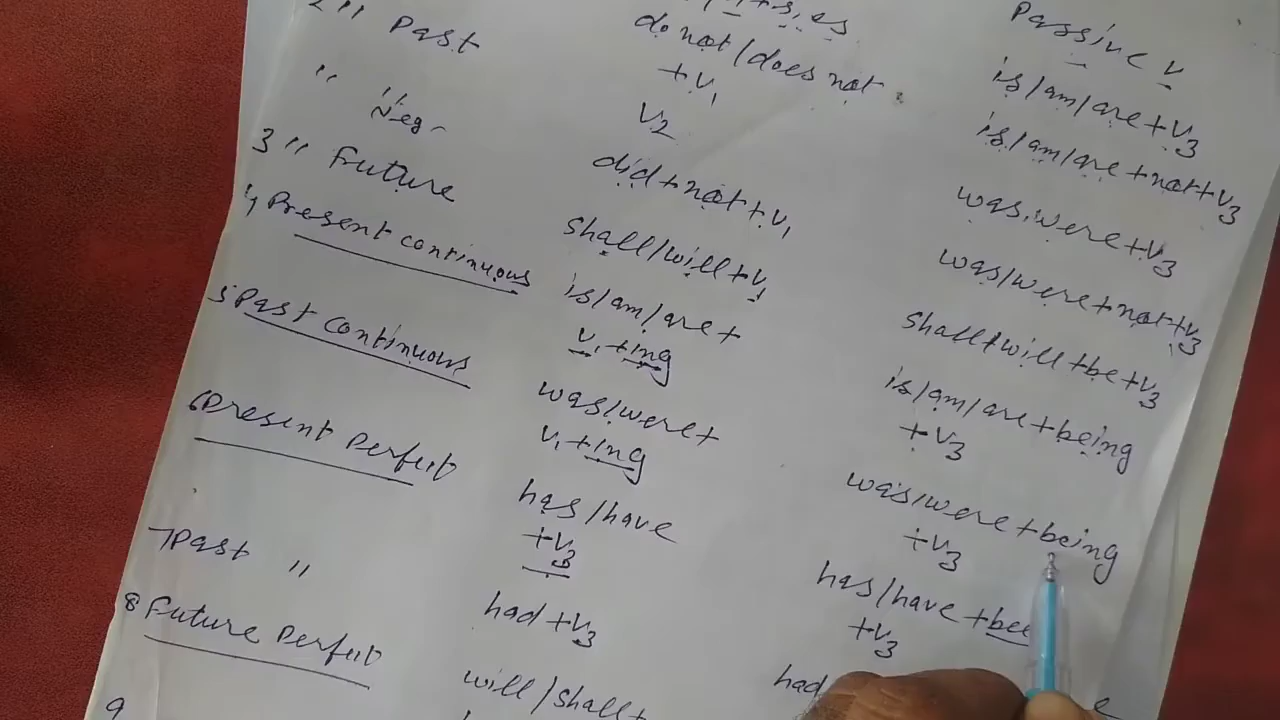 Passive v
2 " Past do not/does not is/am/are+v3
+v1
" " Neg- v2 is/am/are+not+v3
3 " Future did+not+v1 was,were+v3
4, Present continuous shall/will+v1 was/were+not+v3
5, Past continuous is/am/are+ shall+will+be+v3
v1+ing
6 Present Perfect was/were+ is/am/are+being
v1+ing +v3
has/have was/were+being
+v3 +v3
7 Past " had+v3 has/have+bee
+v3
8 Future Perfect will/shall+ had
9